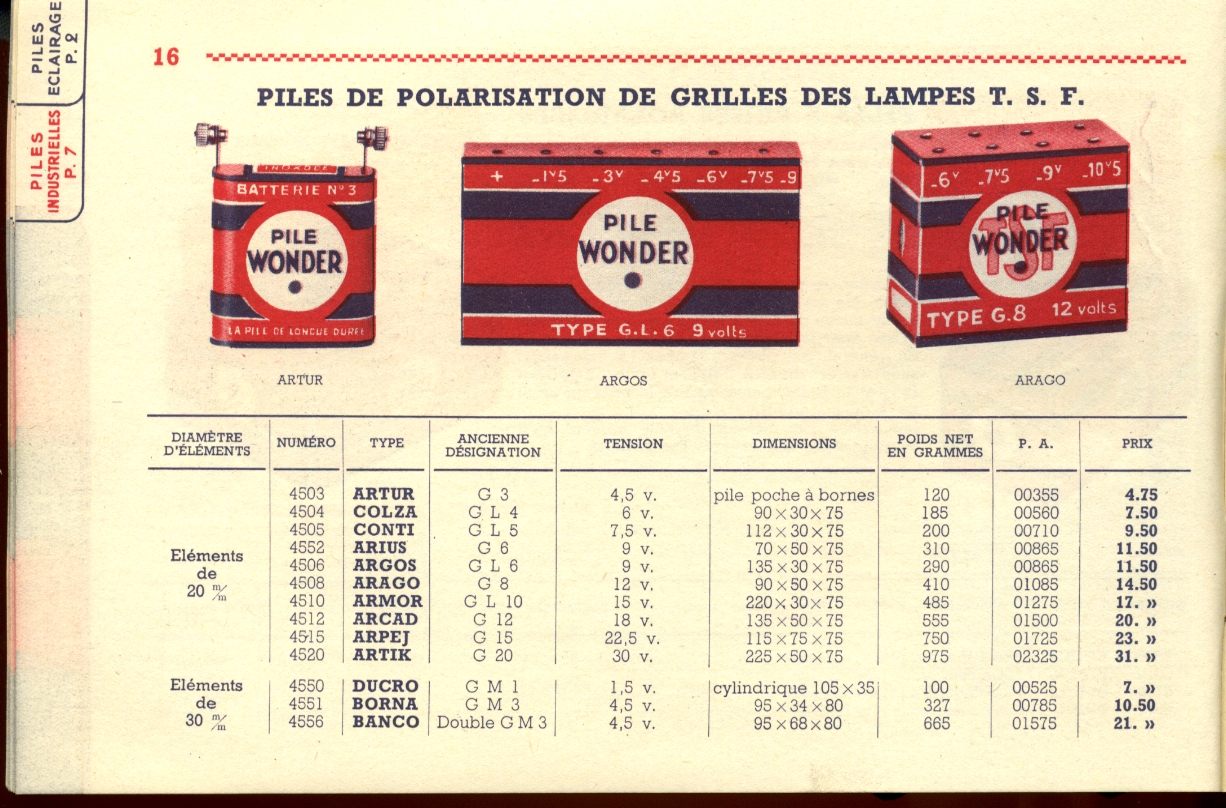 PILES
ECLAIRAGE
P. 2
PILES
INDUSTRIELLES
P. 7
16
PILES DE POLARISATION DE GRILLES DES LAMPES T. S. F.
BATTERIE Nº 3
PILE
WONDER
LA PILE DE LONGUE DUREE
+ -1V5 -3V -4V5 -6V -7V5 -9
PILE
WONDER
TYPE G.L.6 9 volts
-6V -7V5 -9V -10V5
TSF
PILE
WONDER
TYPE G.8 12 volts
ARTUR ARGOS ARAGO
DIAMÈTRE D'ÉLÉMENTS NUMÉRO TYPE ANCIENNE DÉSIGNATION TENSION DIMENSIONS POIDS NET EN GRAMMES P. A. PRIX
Eléments
de
20 m/m
4503 ARTUR G 3 4,5 v. pile poche à bornes 120 00355 4.75
4504 COLZA G L 4 6 v. 90×30×75 185 00560 7.50
4505 CONTI G L 5 7,5 v. 112×30×75 200 00710 9.50
4552 ARIUS G 6 9 v. 70×50×75 310 00865 11.50
4506 ARGOS G L 6 9 v. 135×30×75 290 00865 11.50
4508 ARAGO G 8 12 v. 90×50×75 410 01085 14.50
4510 ARMOR G L 10 15 v. 220×30×75 485 01275 17. »
4512 ARCAD G 12 18 v. 135×50×75 555 01500 20. »
4515 ARPEJ G 15 22,5 v. 115×75×75 750 01725 23. »
4520 ARTIK G 20 30 v. 225×50×75 975 02325 31. »
Eléments
de
30 m/m
4550 DUCRO G M 1 1,5 v. cylindrique 105×35 100 00525 7. »
4551 BORNA G M 3 4,5 v. 95×34×80 327 00785 10.50
4556 BANCO Double G M 3 4,5 v. 95×68×80 665 01575 21. »